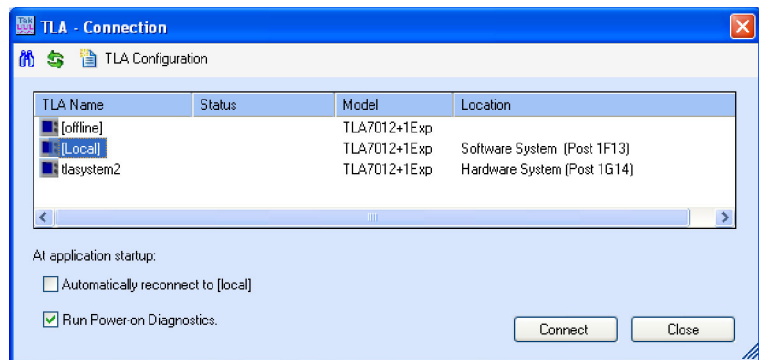 Tek
TLA - Connection
TLA Configuration
TLA Name Status Model Location
[offline] TLA7012+1Exp
[Local] TLA7012+1Exp Software System (Post 1F13)
tlasystem2 TLA7012+1Exp Hardware System (Post 1G14)
At application startup:
Automatically reconnect to [local]
Run Power-on Diagnostics.
Connect Close